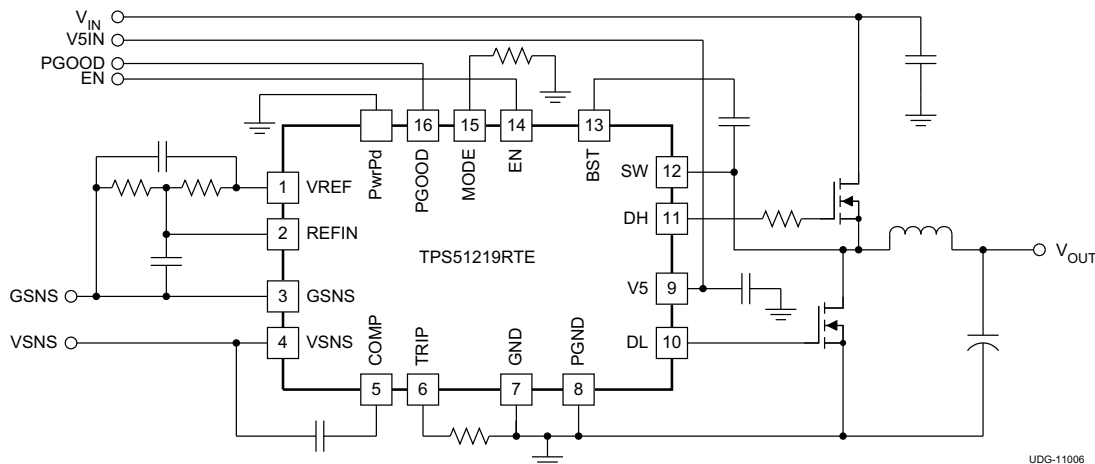 VIN
V5IN
PGOOD
EN
16
15
14
13
PwrPd
PGOOD
MODE
EN
BST
1
VREF
SW
12
2
REFIN
DH
11
TPS51219RTE
VOUT
GSNS
3
GSNS
V5
9
VSNS
4
VSNS
DL
10
COMP
TRIP
GND
PGND
5
6
7
8
UDG-11006